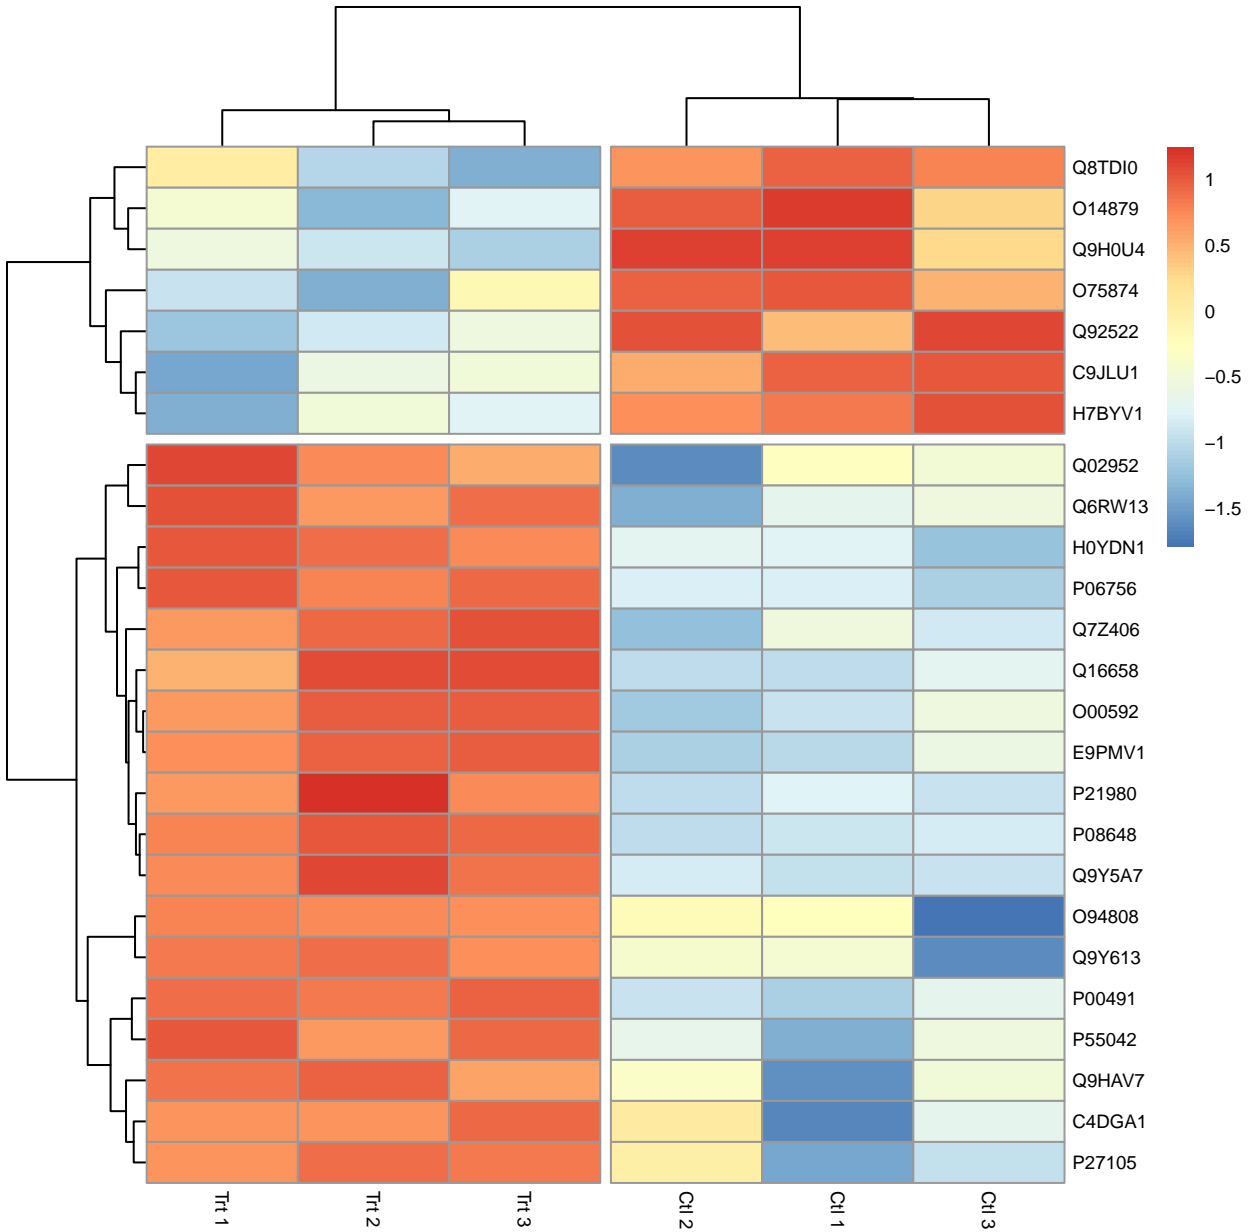 Q8TDI0
O14879
Q9H0U4
O75874
Q92522
C9JLU1
H7BYV1
Q02952
Q6RW13
H0YDN1
P06756
Q7Z406
Q16658
O00592
E9PMV1
P21980
P08648
Q9Y5A7
O94808
Q9Y613
P00491
P55042
Q9HAV7
C4DGA1
P27105
1
0.5
0
−0.5
−1
−1.5
Trt 1
Trt 2
Trt 3
Ctl 2
Ctl 1
Ctl 3